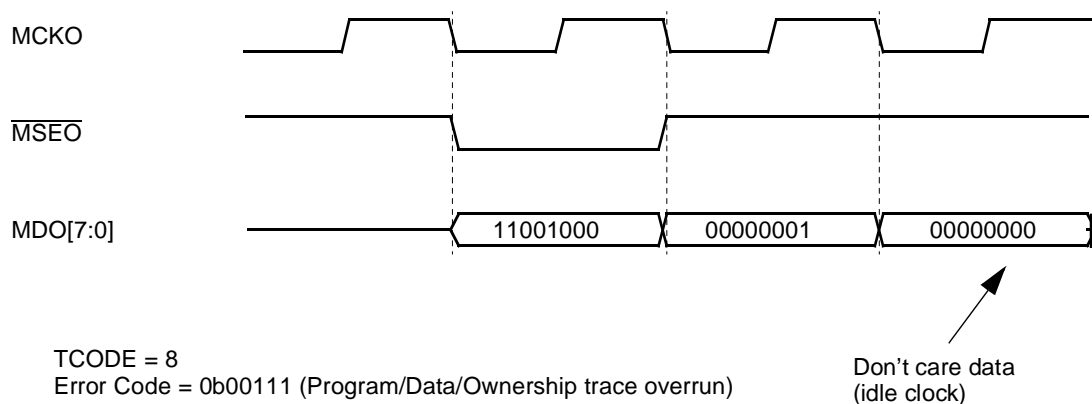 MCKO
MSEO
MDO[7:0]
11001000
00000001
00000000
TCODE = 8
Error Code = 0b00111 (Program/Data/Ownership trace overrun)
Don't care data
(idle clock)